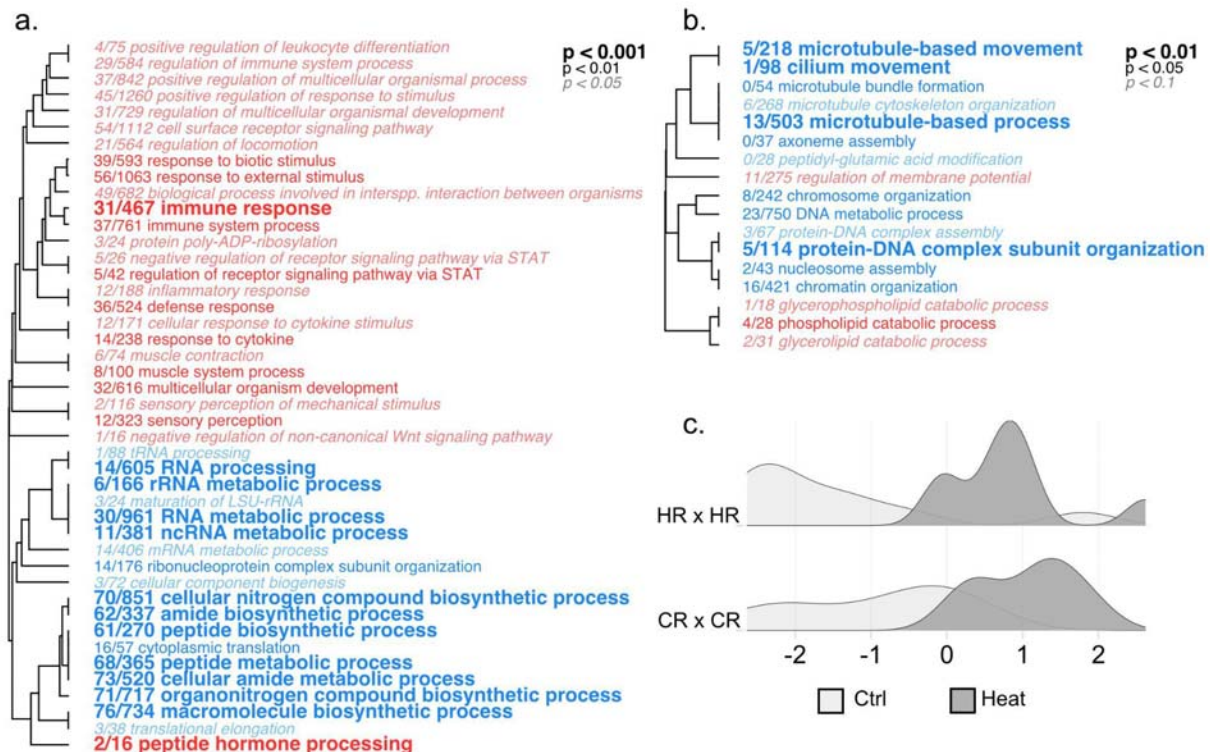 a.
4/75 positive regulation of leukocyte differentiation
29/584 regulation of immune system process
37/842 positive regulation of multicellular organismal process
45/1260 positive regulation of response to stimulus
31/729 regulation of multicellular organismal development
54/1112 cell surface receptor signaling pathway
21/564 regulation of locomotion
39/593 response to biotic stimulus
56/1063 response to external stimulus
49/682 biological process involved in interspp. interaction between organisms
31/467 immune response
37/761 immune system process
3/24 protein poly-ADP-ribosylation
5/26 negative regulation of receptor signaling pathway via STAT
5/42 regulation of receptor signaling pathway via STAT
12/188 inflammatory response
36/524 defense response
12/171 cellular response to cytokine stimulus
14/238 response to cytokine
6/74 muscle contraction
8/100 muscle system process
32/616 multicellular organism development
2/116 sensory perception of mechanical stimulus
12/323 sensory perception
1/16 negative regulation of non-canonical Wnt signaling pathway
1/88 tRNA processing
14/605 RNA processing
6/166 rRNA metabolic process
3/24 maturation of LSU-rRNA
30/961 RNA metabolic process
11/381 ncRNA metabolic process
14/406 mRNA metabolic process
14/176 ribonucleoprotein complex subunit organization
3/72 cellular component biogenesis
70/851 cellular nitrogen compound biosynthetic process
62/337 amide biosynthetic process
61/270 peptide biosynthetic process
16/57 cytoplasmic translation
68/365 peptide metabolic process
73/520 cellular amide metabolic process
71/717 organonitrogen compound biosynthetic process
76/734 macromolecule biosynthetic process
3/38 translational elongation
2/16 peptide hormone processing
p < 0.001
p < 0.01
p < 0.05
b.
5/218 microtubule-based movement
1/98 cilium movement
0/54 microtubule bundle formation
6/268 microtubule cytoskeleton organization
13/503 microtubule-based process
0/37 axoneme assembly
0/28 peptidyl-glutamic acid modification
11/275 regulation of membrane potential
8/242 chromosome organization
23/750 DNA metabolic process
3/67 protein-DNA complex assembly
5/114 protein-DNA complex subunit organization
2/43 nucleosome assembly
16/421 chromatin organization
1/18 glycerophospholipid catabolic process
4/28 phospholipid catabolic process
2/31 glycerolipid catabolic process
p < 0.01
p < 0.05
p < 0.1
c.
HR x HR
CR x CR
-2 -1 0 1 2
Ctrl Heat